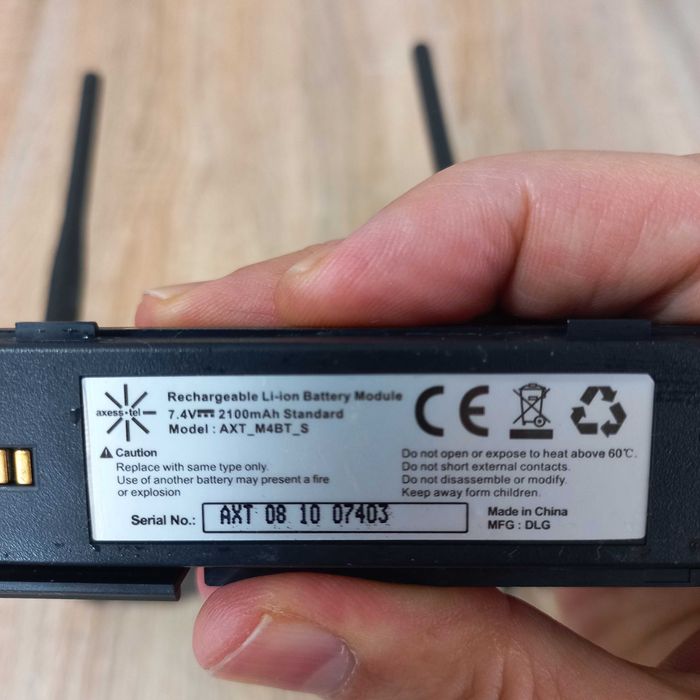 axess•tel
Rechargeable Li-ion Battery Module
7.4V⎓ 2100mAh Standard
Model : AXT_M4BT_S
Caution
Replace with same type only.
Use of another battery may present a fire
or explosion
Do not open or expose to heat above 60℃.
Do not short external contacts.
Do not disassemble or modify.
Keep away form children.
Serial No.: AXT 08 10 07403
Made in China
MFG : DLG
CE